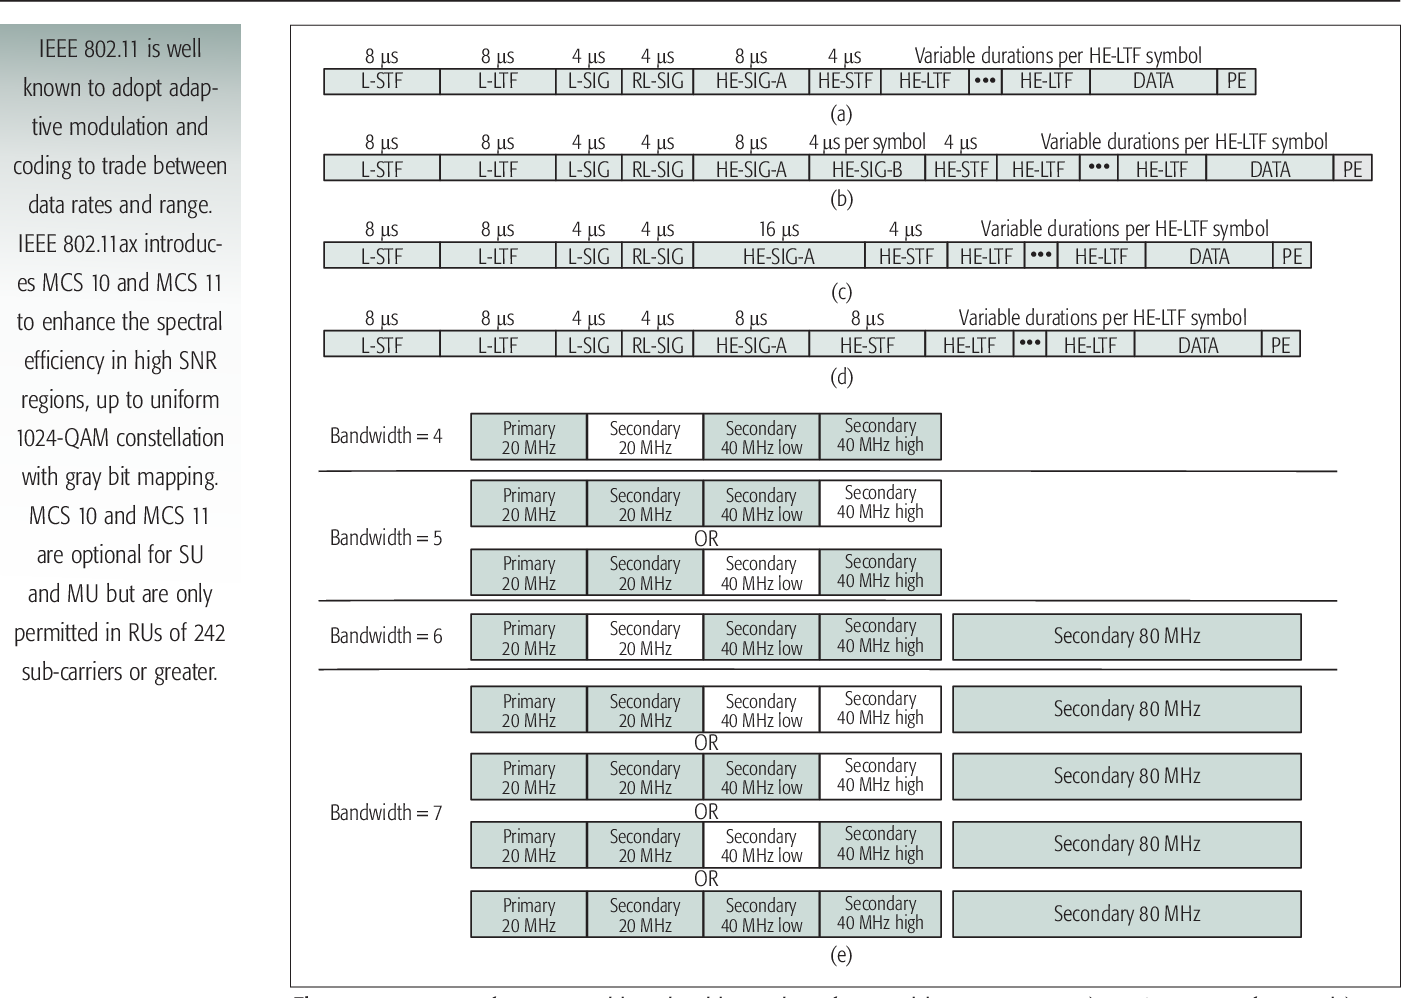 IEEE 802.11 is well
known to adopt adap-
tive modulation and
coding to trade between
data rates and range.
IEEE 802.11ax introduc-
es MCS 10 and MCS 11
to enhance the spectral
efficiency in high SNR
regions, up to uniform
1024-QAM constellation
with gray bit mapping.
MCS 10 and MCS 11
are optional for SU
and MU but are only
permitted in RUs of 242
sub-carriers or greater.
8 µs 8 µs 4 µs 4 µs 8 µs 4 µs Variable durations per HE-LTF symbol
L-STF L-LTF L-SIG RL-SIG HE-SIG-A HE-STF HE-LTF ••• HE-LTF DATA PE
(a)
8 µs 8 µs 4 µs 4 µs 8 µs 4 µs per symbol 4 µs Variable durations per HE-LTF symbol
L-STF L-LTF L-SIG RL-SIG HE-SIG-A HE-SIG-B HE-STF HE-LTF ••• HE-LTF DATA PE
(b)
8 µs 8 µs 4 µs 4 µs 16 µs 4 µs Variable durations per HE-LTF symbol
L-STF L-LTF L-SIG RL-SIG HE-SIG-A HE-STF HE-LTF ••• HE-LTF DATA PE
(c)
8 µs 8 µs 4 µs 4 µs 8 µs 8 µs Variable durations per HE-LTF symbol
L-STF L-LTF L-SIG RL-SIG HE-SIG-A HE-STF HE-LTF ••• HE-LTF DATA PE
(d)
Bandwidth = 4
Primary Secondary Secondary Secondary
20 MHz 20 MHz 40 MHz low 40 MHz high
Bandwidth = 5
Primary Secondary Secondary Secondary
20 MHz 20 MHz 40 MHz low 40 MHz high
OR
Primary Secondary Secondary Secondary
20 MHz 20 MHz 40 MHz low 40 MHz high
Bandwidth = 6
Primary Secondary Secondary Secondary Secondary 80 MHz
20 MHz 20 MHz 40 MHz low 40 MHz high
Bandwidth = 7
Primary Secondary Secondary Secondary Secondary 80 MHz
20 MHz 20 MHz 40 MHz low 40 MHz high
OR
Primary Secondary Secondary Secondary Secondary 80 MHz
20 MHz 20 MHz 40 MHz low 40 MHz high
OR
Primary Secondary Secondary Secondary Secondary 80 MHz
20 MHz 20 MHz 40 MHz low 40 MHz high
OR
Primary Secondary Secondary Secondary Secondary 80 MHz
20 MHz 20 MHz 40 MHz low 40 MHz high
(e)